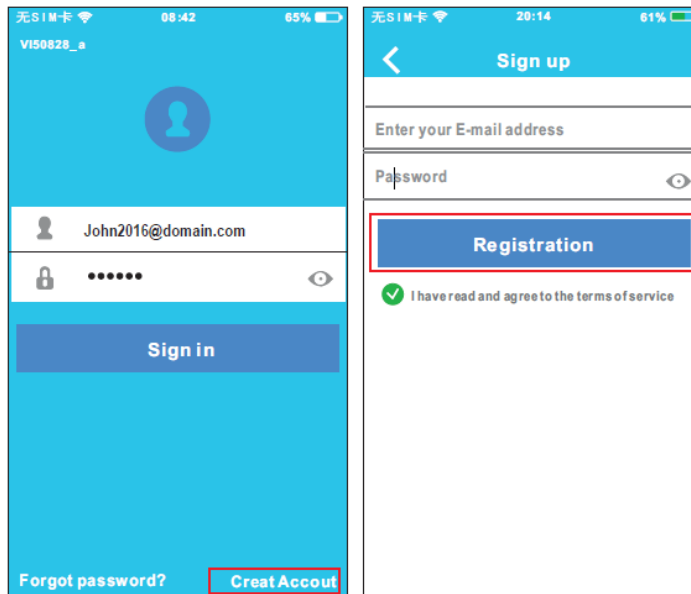 无SIM卡 08:42 65%
VI50828_a
John2016@domain.com
••••••
Sign in
Forgot password? Creat Accout
无SIM卡 20:14 61%
Sign up
Enter your E-mail address
Password
Registration
I have read and agree to the terms of service